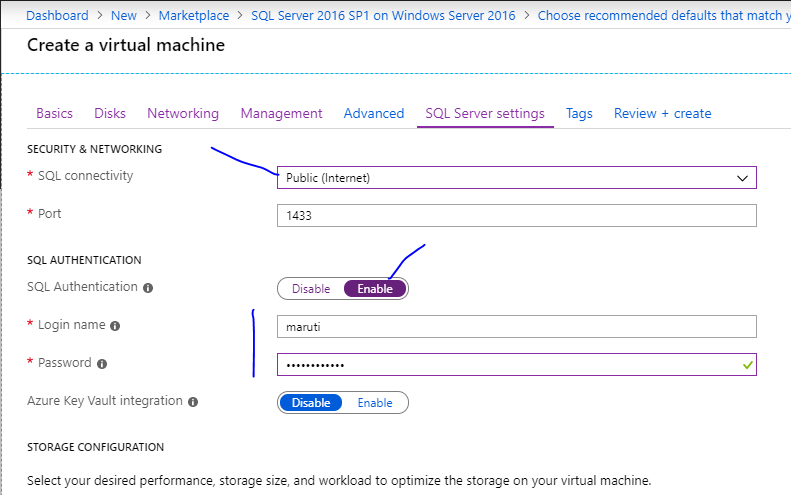 Dashboard > New > Marketplace > SQL Server 2016 SP1 on Windows Server 2016 > Choose recommended defaults that match y
Create a virtual machine
Basics Disks Networking Management Advanced SQL Server settings Tags Review + create
SECURITY & NETWORKING
* SQL connectivity Public (Internet)
* Port 1433
SQL AUTHENTICATION
SQL Authentication Disable Enable
* Login name maruti
* Password ••••••••••••
Azure Key Vault integration Disable Enable
STORAGE CONFIGURATION
Select your desired performance, storage size, and workload to optimize the storage on your virtual machine.